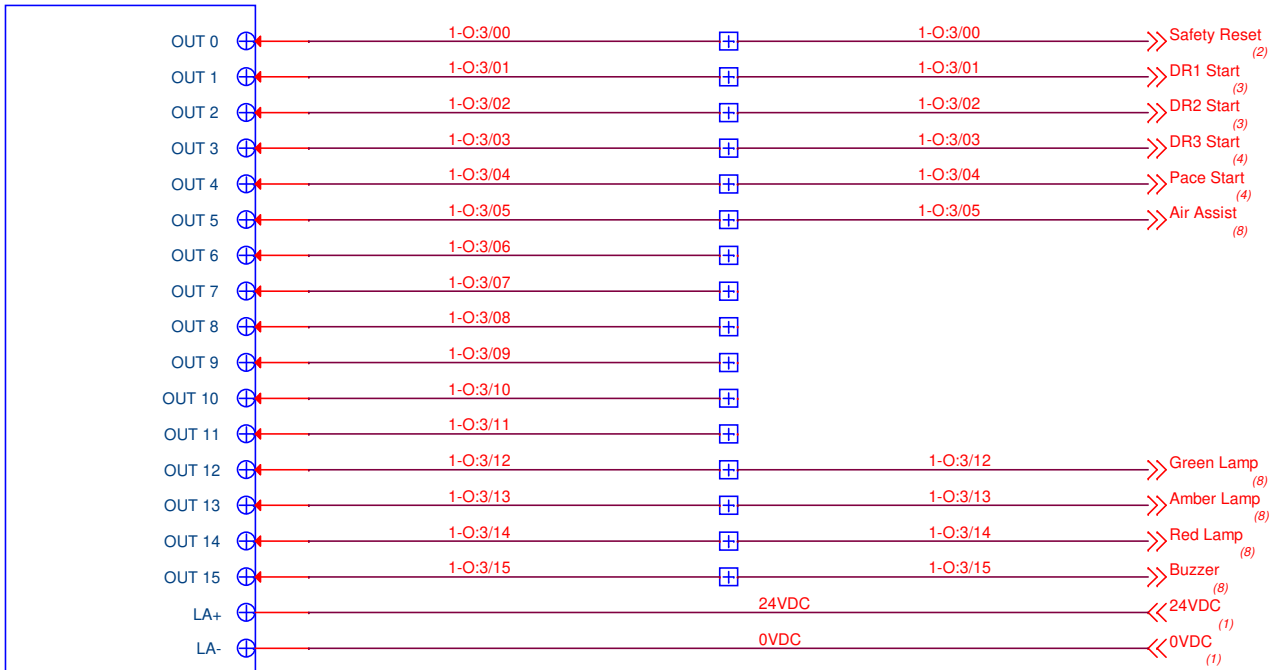 OUT 0 1-O:3/00 1-O:3/00 Safety Reset
(2)
OUT 1 1-O:3/01 1-O:3/01 DR1 Start
(3)
OUT 2 1-O:3/02 1-O:3/02 DR2 Start
(3)
OUT 3 1-O:3/03 1-O:3/03 DR3 Start
(4)
OUT 4 1-O:3/04 1-O:3/04 Pace Start
(4)
OUT 5 1-O:3/05 1-O:3/05 Air Assist
(8)
OUT 6 1-O:3/06
OUT 7 1-O:3/07
OUT 8 1-O:3/08
OUT 9 1-O:3/09
OUT 10 1-O:3/10
OUT 11 1-O:3/11
OUT 12 1-O:3/12 1-O:3/12 Green Lamp
(8)
OUT 13 1-O:3/13 1-O:3/13 Amber Lamp
(8)
OUT 14 1-O:3/14 1-O:3/14 Red Lamp
(8)
OUT 15 1-O:3/15 1-O:3/15 Buzzer
(8)
LA+ 24VDC 24VDC
(1)
LA- 0VDC 0VDC
(1)